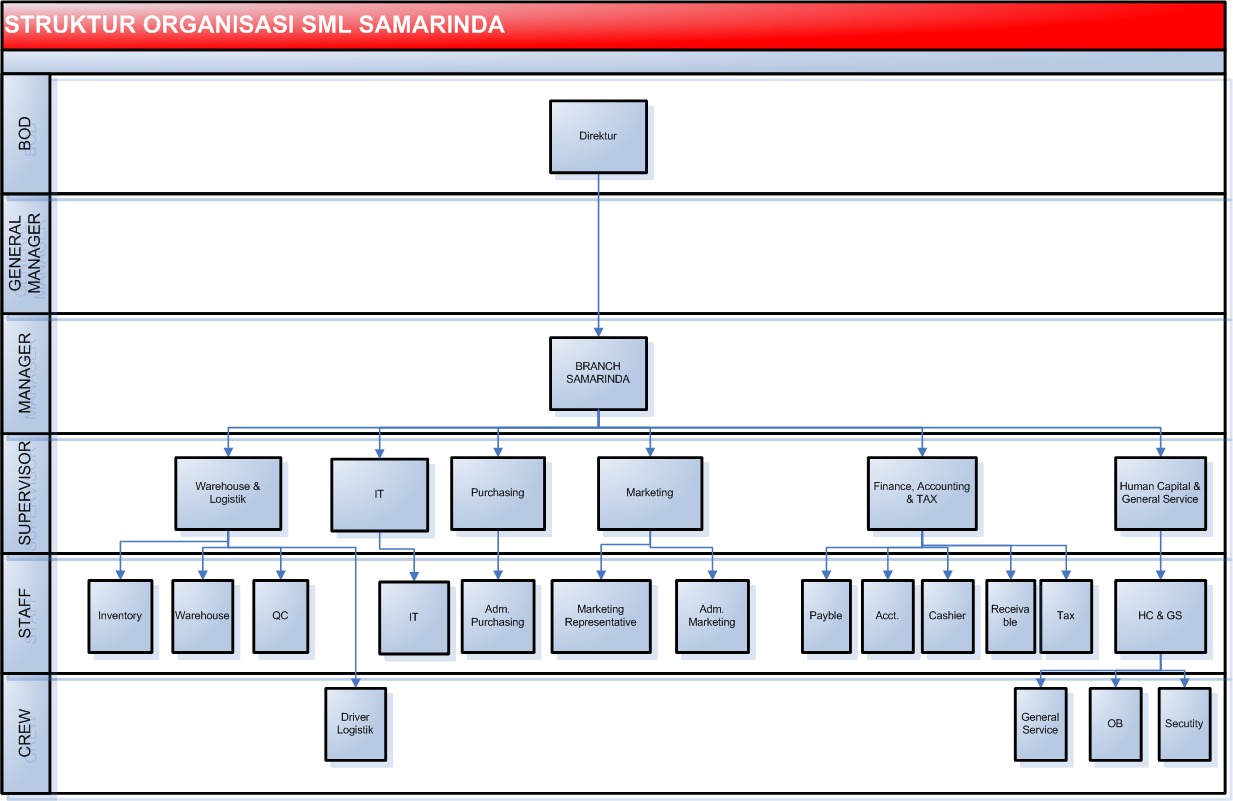 STRUKTUR ORGANISASI SML SAMARINDA
BOD
Direktur
GENERAL
MANAGER
MANAGER
BRANCH
SAMARINDA
SUPERVISOR
Warehouse &
Logistik
IT
Purchasing
Marketing
Finance, Accounting
& TAX
Human Capital &
General Service
STAFF
Inventory
Warehouse
QC
IT
Adm.
Purchasing
Marketing
Representative
Adm.
Marketing
Payble
Acct.
Cashier
Receiva
ble
Tax
HC & GS
CREW
Driver
Logistik
General
Service
OB
Secutity